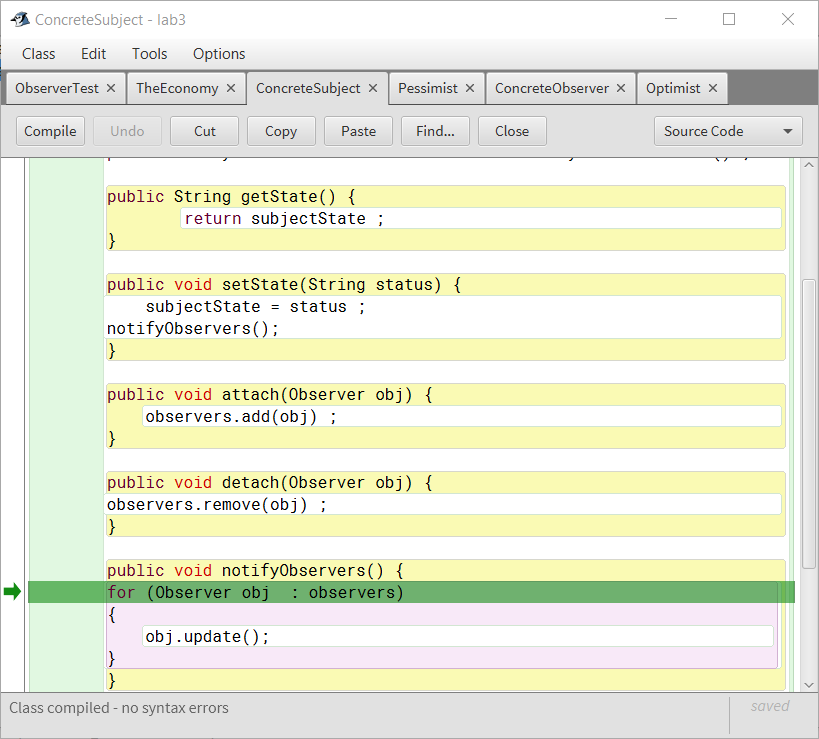 ConcreteSubject - lab3
Class Edit Tools Options
ObserverTest TheEconomy ConcreteSubject Pessimist ConcreteObserver Optimist
Compile Undo Cut Copy Paste Find... Close Source Code
public String getState() {
return subjectState ;
}
public void setState(String status) {
subjectState = status ;
notifyObservers();
}
public void attach(Observer obj) {
observers.add(obj) ;
}
public void detach(Observer obj) {
observers.remove(obj) ;
}
public void notifyObservers() {
for (Observer obj  : observers)
{
obj.update();
}
}
Class compiled - no syntax errors
saved